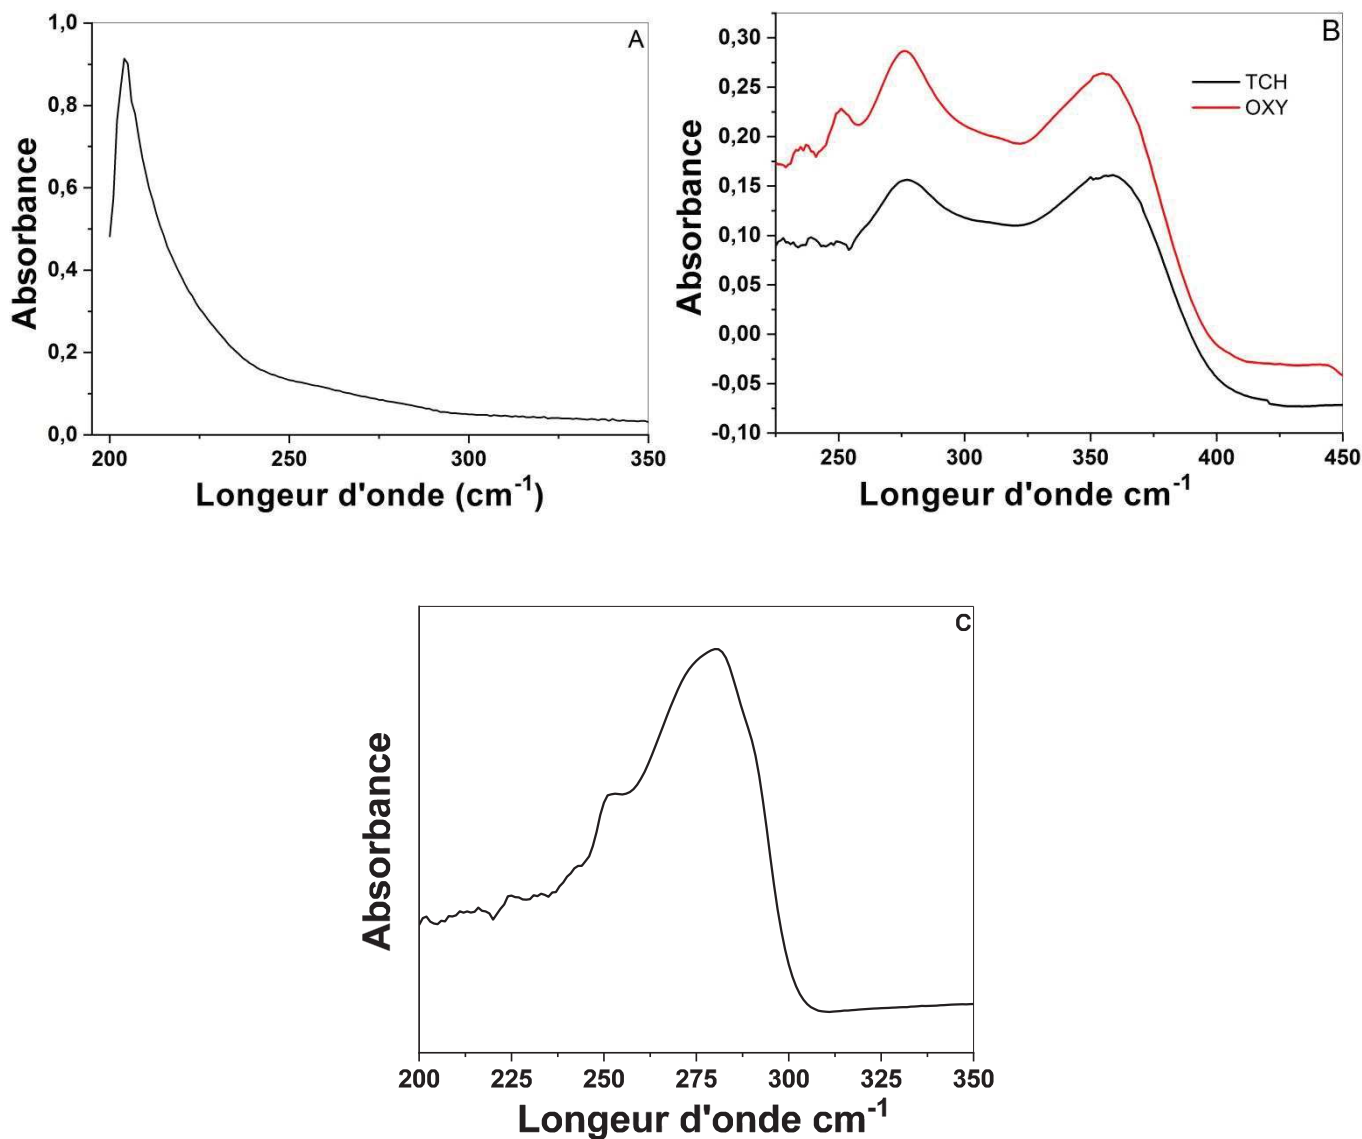 A
1,0
0,8
0,6
0,4
0,2
0,0
200 250 300 350
Absorbance
Longeur d'onde (cm-1)
B
0,30
0,25
0,20
0,15
0,10
0,05
0,00
-0,05
-0,10
250 300 350 400 450
Absorbance
Longeur d'onde cm-1
TCH
OXY
C
Absorbance
200 225 250 275 300 325 350
Longeur d'onde cm-1